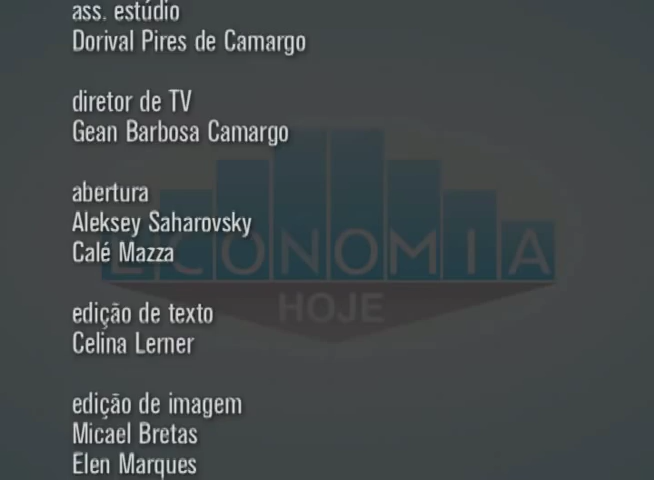 ass. estúdio
Dorival Pires de Camargo
diretor de TV
Gean Barbosa Camargo
abertura
Aleksey Saharovsky
Calé Mazza
edição de texto
Celina Lerner
edição de imagem
Micael Bretas
Elen Marques
ECONOMIA
HOJE